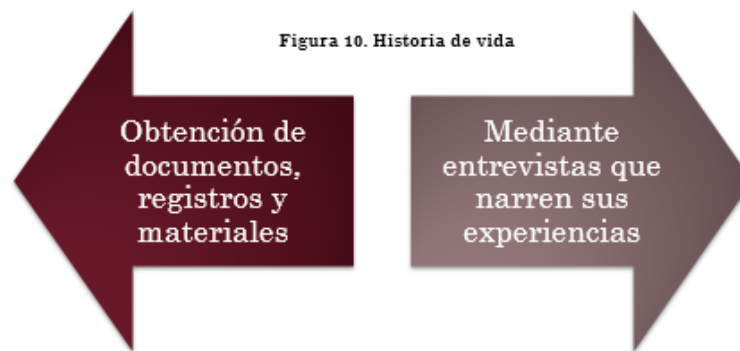 Figura 10. Historia de vida
Obtención de
documentos,
registros y
materiales
Mediante
entrevistas que
narren sus
experiencias